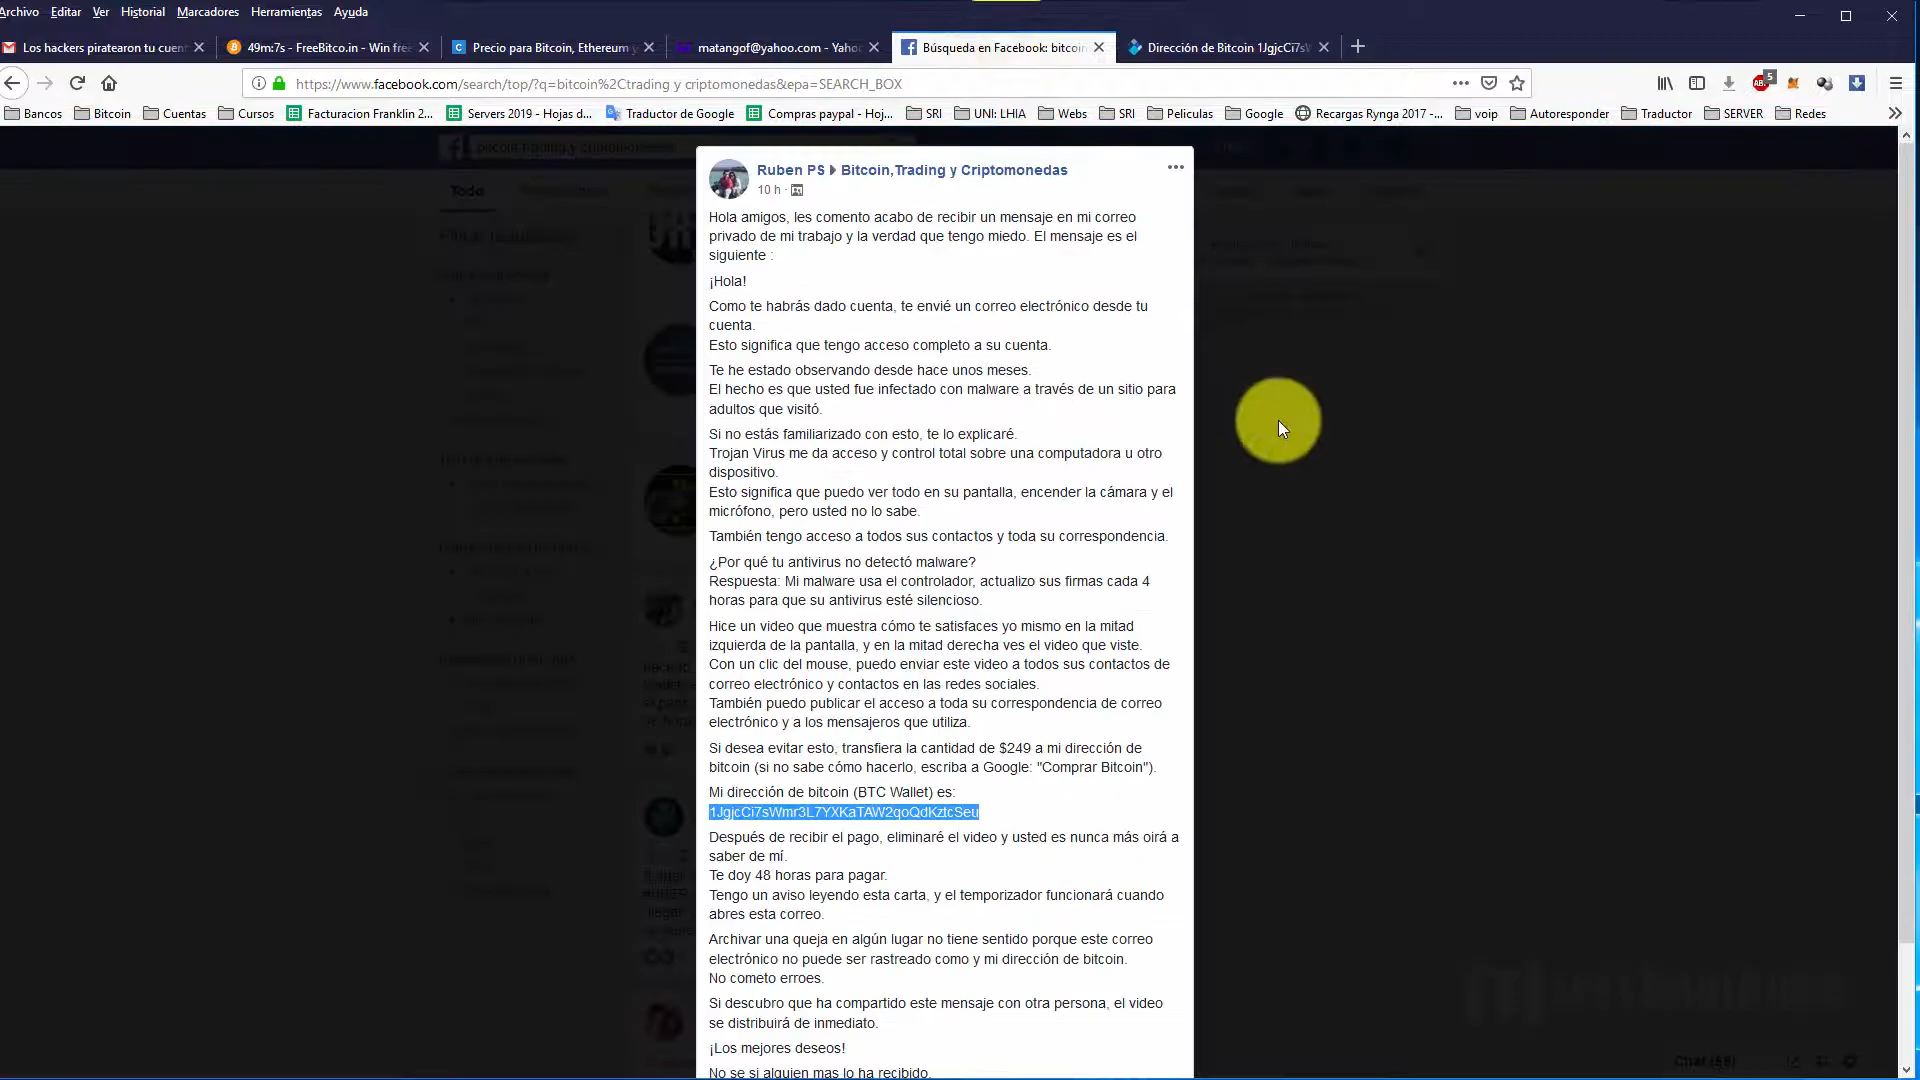 Archivo Editar Ver Historial Marcadores Herramientas Ayuda
Los hackers piratearon tu cuen
49m:7s - FreeBitco.in - Win free
Precio para Bitcoin, Ethereum y
matangof@yahoo.com - Yaho
Búsqueda en Facebook: bitcoin
Dirección de Bitcoin 1JgjcCi7sW
https://www.facebook.com/search/top/?q=bitcoin%2Ctrading y criptomonedas&epa=SEARCH_BOX
5
Bancos Bitcoin Cuentas Cursos Facturacion Franklin 2... Servers 2019 - Hojas d... Traductor de Google Compras paypal - Hoj... SRI UNI: LHIA Webs SRI Peliculas Google Recargas Rynga 2017 -... voip Autoresponder Traductor SERVER Redes
bitcoin,trading y criptomonedas
Todo
Ruben PS Bitcoin,Trading y Criptomonedas
10 h ·
Hola amigos, les comento acabo de recibir un mensaje en mi correo
privado de mi trabajo y la verdad que tengo miedo. El mensaje es el
siguiente :
¡Hola!
Como te habrás dado cuenta, te envié un correo electrónico desde tu
cuenta.
Esto significa que tengo acceso completo a su cuenta.
Te he estado observando desde hace unos meses.
El hecho es que usted fue infectado con malware a través de un sitio para
adultos que visitó.
Si no estás familiarizado con esto, te lo explicaré.
Trojan Virus me da acceso y control total sobre una computadora u otro
dispositivo.
Esto significa que puedo ver todo en su pantalla, encender la cámara y el
micrófono, pero usted no lo sabe.
También tengo acceso a todos sus contactos y toda su correspondencia.
¿Por qué tu antivirus no detectó malware?
Respuesta: Mi malware usa el controlador, actualizo sus firmas cada 4
horas para que su antivirus esté silencioso.
Hice un video que muestra cómo te satisfaces yo mismo en la mitad
izquierda de la pantalla, y en la mitad derecha ves el video que viste.
Con un clic del mouse, puedo enviar este video a todos sus contactos de
correo electrónico y contactos en las redes sociales.
También puedo publicar el acceso a toda su correspondencia de correo
electrónico y a los mensajeros que utiliza.
Si desea evitar esto, transfiera la cantidad de $249 a mi dirección de
bitcoin (si no sabe cómo hacerlo, escriba a Google: "Comprar Bitcoin").
Mi dirección de bitcoin (BTC Wallet) es:
1JgjcCi7sWmr3L7YXKaTAW2qoQdKztcSeu
Después de recibir el pago, eliminaré el video y usted es nunca más oirá a
saber de mí.
Te doy 48 horas para pagar.
Tengo un aviso leyendo esta carta, y el temporizador funcionará cuando
abres esta correo.
Archivar una queja en algún lugar no tiene sentido porque este correo
electrónico no puede ser rastreado como y mi dirección de bitcoin.
No cometo erroes.
Si descubro que ha compartido este mensaje con otra persona, el video
se distribuirá de inmediato.
¡Los mejores deseos!
No se si alguien mas lo ha recibido.